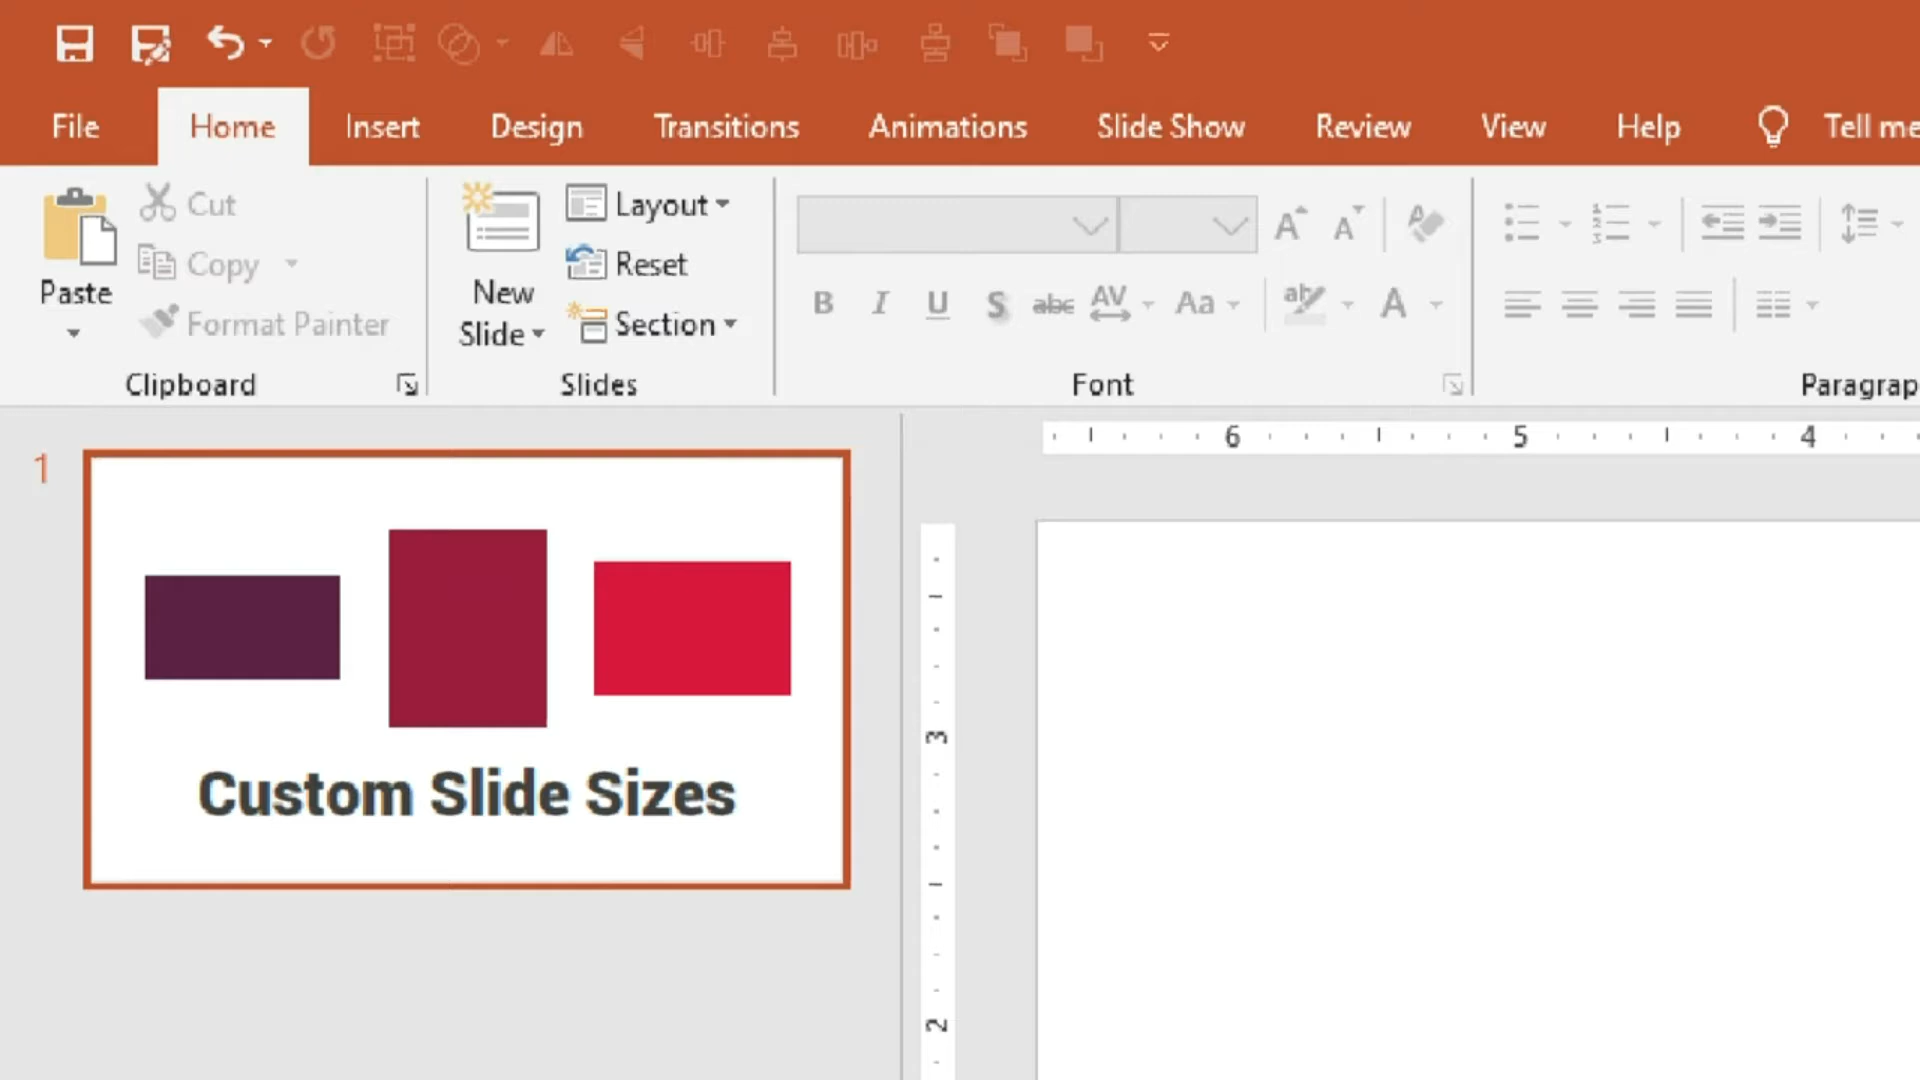 File Home Insert Design Transitions Animations Slide Show Review View Help Tell me
Paste
Cut
Copy
Format Painter
Clipboard
New
Slide
Layout
Reset
Section
Slides
B I U S abc AV Aa A
Font
Paragrap
6 5 4
1
Custom Slide Sizes
3
2